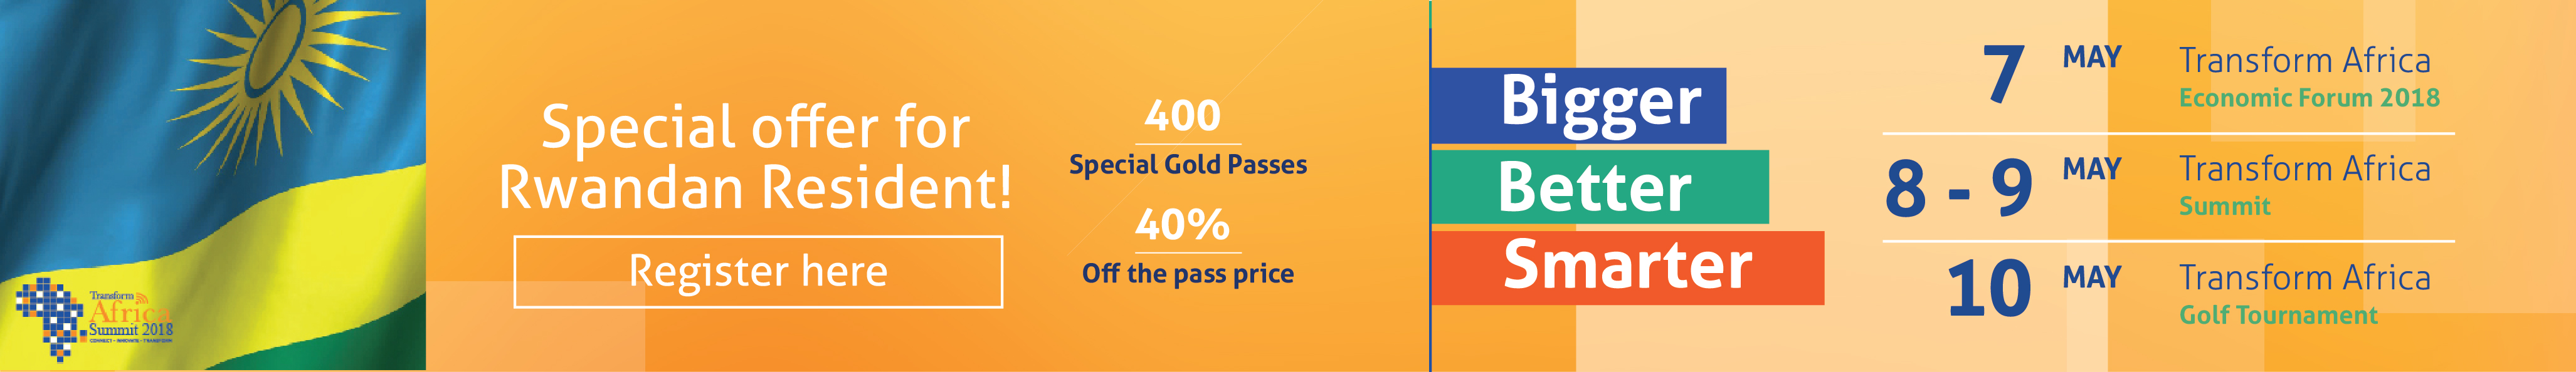 Transform
Africa
Summit 2018
CONNECT - INNOVATE - TRANSFORM
Special offer for
Rwandan Resident!
Register here
400
Special Gold Passes
40%
Off the pass price
Bigger
Better
Smarter
7 MAY
Transform Africa
Economic Forum 2018
8 - 9 MAY
Transform Africa
Summit
10 MAY
Transform Africa
Golf Tournament